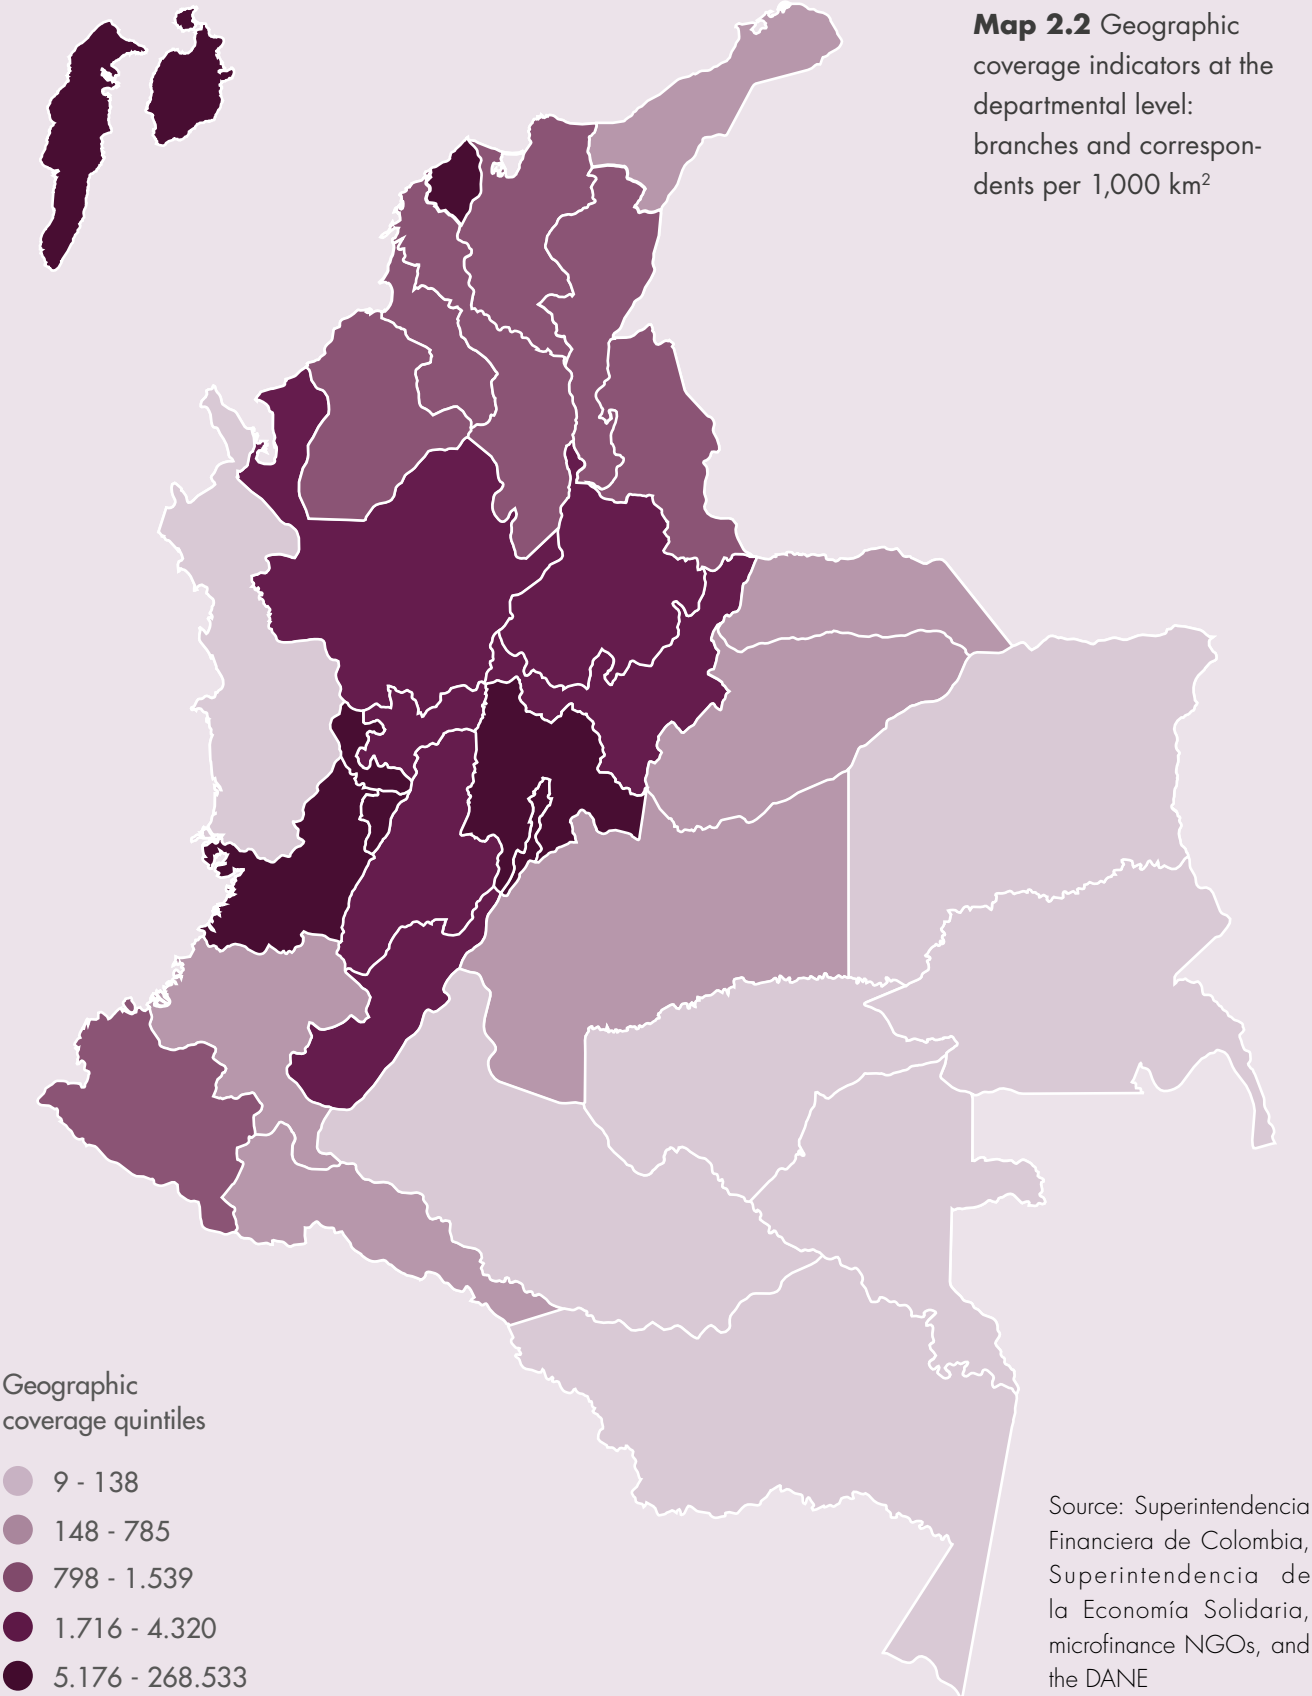 Map 2.2 Geographic
coverage indicators at the
departmental level:
branches and correspon-
dents per 1,000 km²
Geographic
coverage quintiles
9 - 138
148 - 785
798 - 1.539
1.716 - 4.320
5.176 - 268.533
Source: Superintendencia
Financiera de Colombia,
Superintendencia de
la Economía Solidaria,
microfinance NGOs, and
the DANE